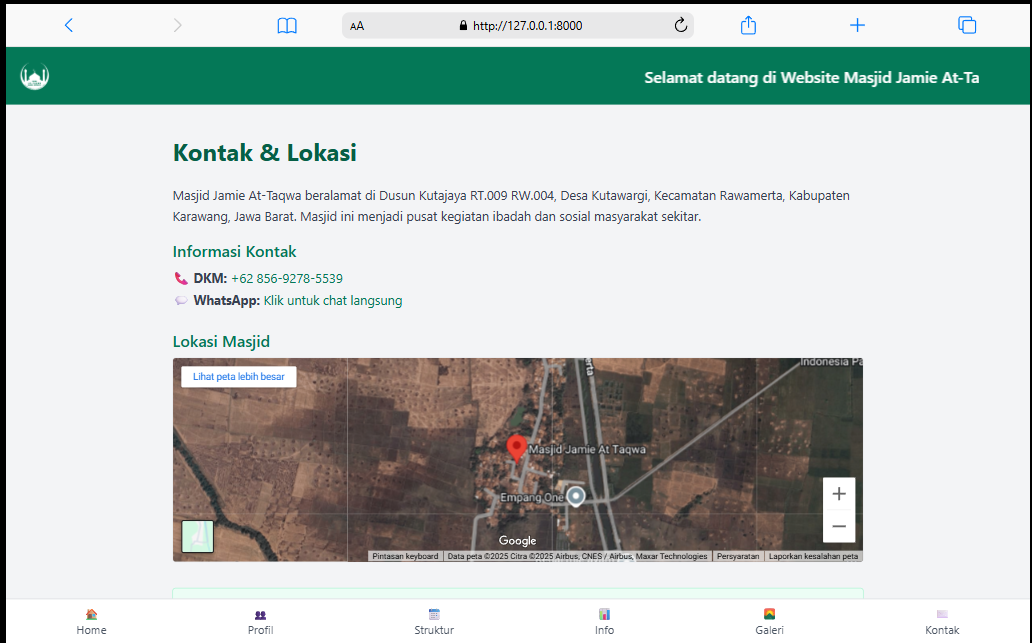 AA http://127.0.0.1:8000
Selamat datang di Website Masjid Jamie At-Ta
Kontak & Lokasi
Masjid Jamie At-Taqwa beralamat di Dusun Kutajaya RT.009 RW.004, Desa Kutawargi, Kecamatan Rawamerta, Kabupaten
Karawang, Jawa Barat. Masjid ini menjadi pusat kegiatan ibadah dan sosial masyarakat sekitar.
Informasi Kontak
DKM: +62 856-9278-5539
WhatsApp: Klik untuk chat langsung
Lokasi Masjid
Indonesia Pa
Lihat peta lebih besar
Masjid Jamie At Taqwa
Empang One
Google
Pintasan keyboard Data peta ©2025 Citra ©2025 Airbus, CNES / Airbus, Maxar Technologies Persyaratan Laporkan kesalahan peta
Home Profil Struktur Info Galeri Kontak